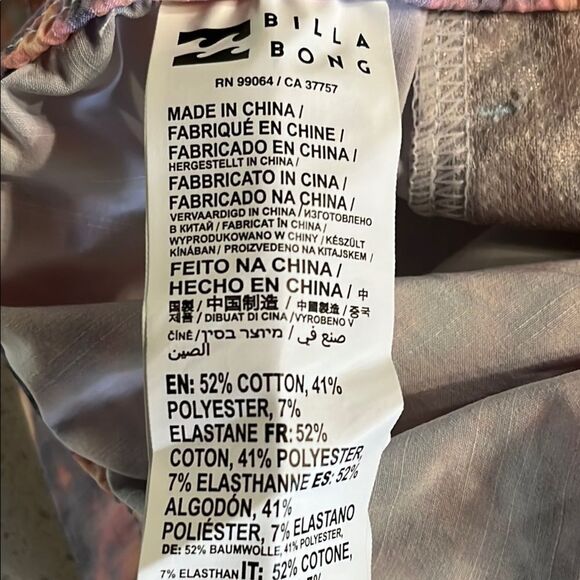 BILLA
BONG
RN 99064 / CA 37757
MADE IN CHINA /
FABRIQUÉ EN CHINE /
FABRICADO EN CHINA /
HERGESTELLT IN CHINA /
FABBRICATO IN CINA /
FABRICADO NA CHINA /
VERVAARDIGD IN CHINA / ИЗГОТОВЛЕНО
В КИТАЙ / FABRICAT ÎN CHINA /
WYPRODUKOWANO W CHINY / KÉSZÜLT
KÍNÁBAN / PROIZVEDENO NA KITAJSKEM /
FEITO NA CHINA /
HECHO EN CHINA / 中
国製 / 中国制造 / 中國製造 / 중국
제품 / DIBUAT DI CINA / VYROBENO V
ČÍNĚ / מיוצר בסין / صنع في
الصين
EN: 52% COTTON, 41%
POLYESTER, 7%
ELASTANE FR: 52%
COTON, 41% POLYESTER,
7% ELASTHANNE ES: 52%
ALGODÓN, 41%
POLIÉSTER, 7% ELASTANO
DE: 52% BAUMWOLLE, 41% POLYESTER,
7% ELASTHAN IT: 52% COTONE,